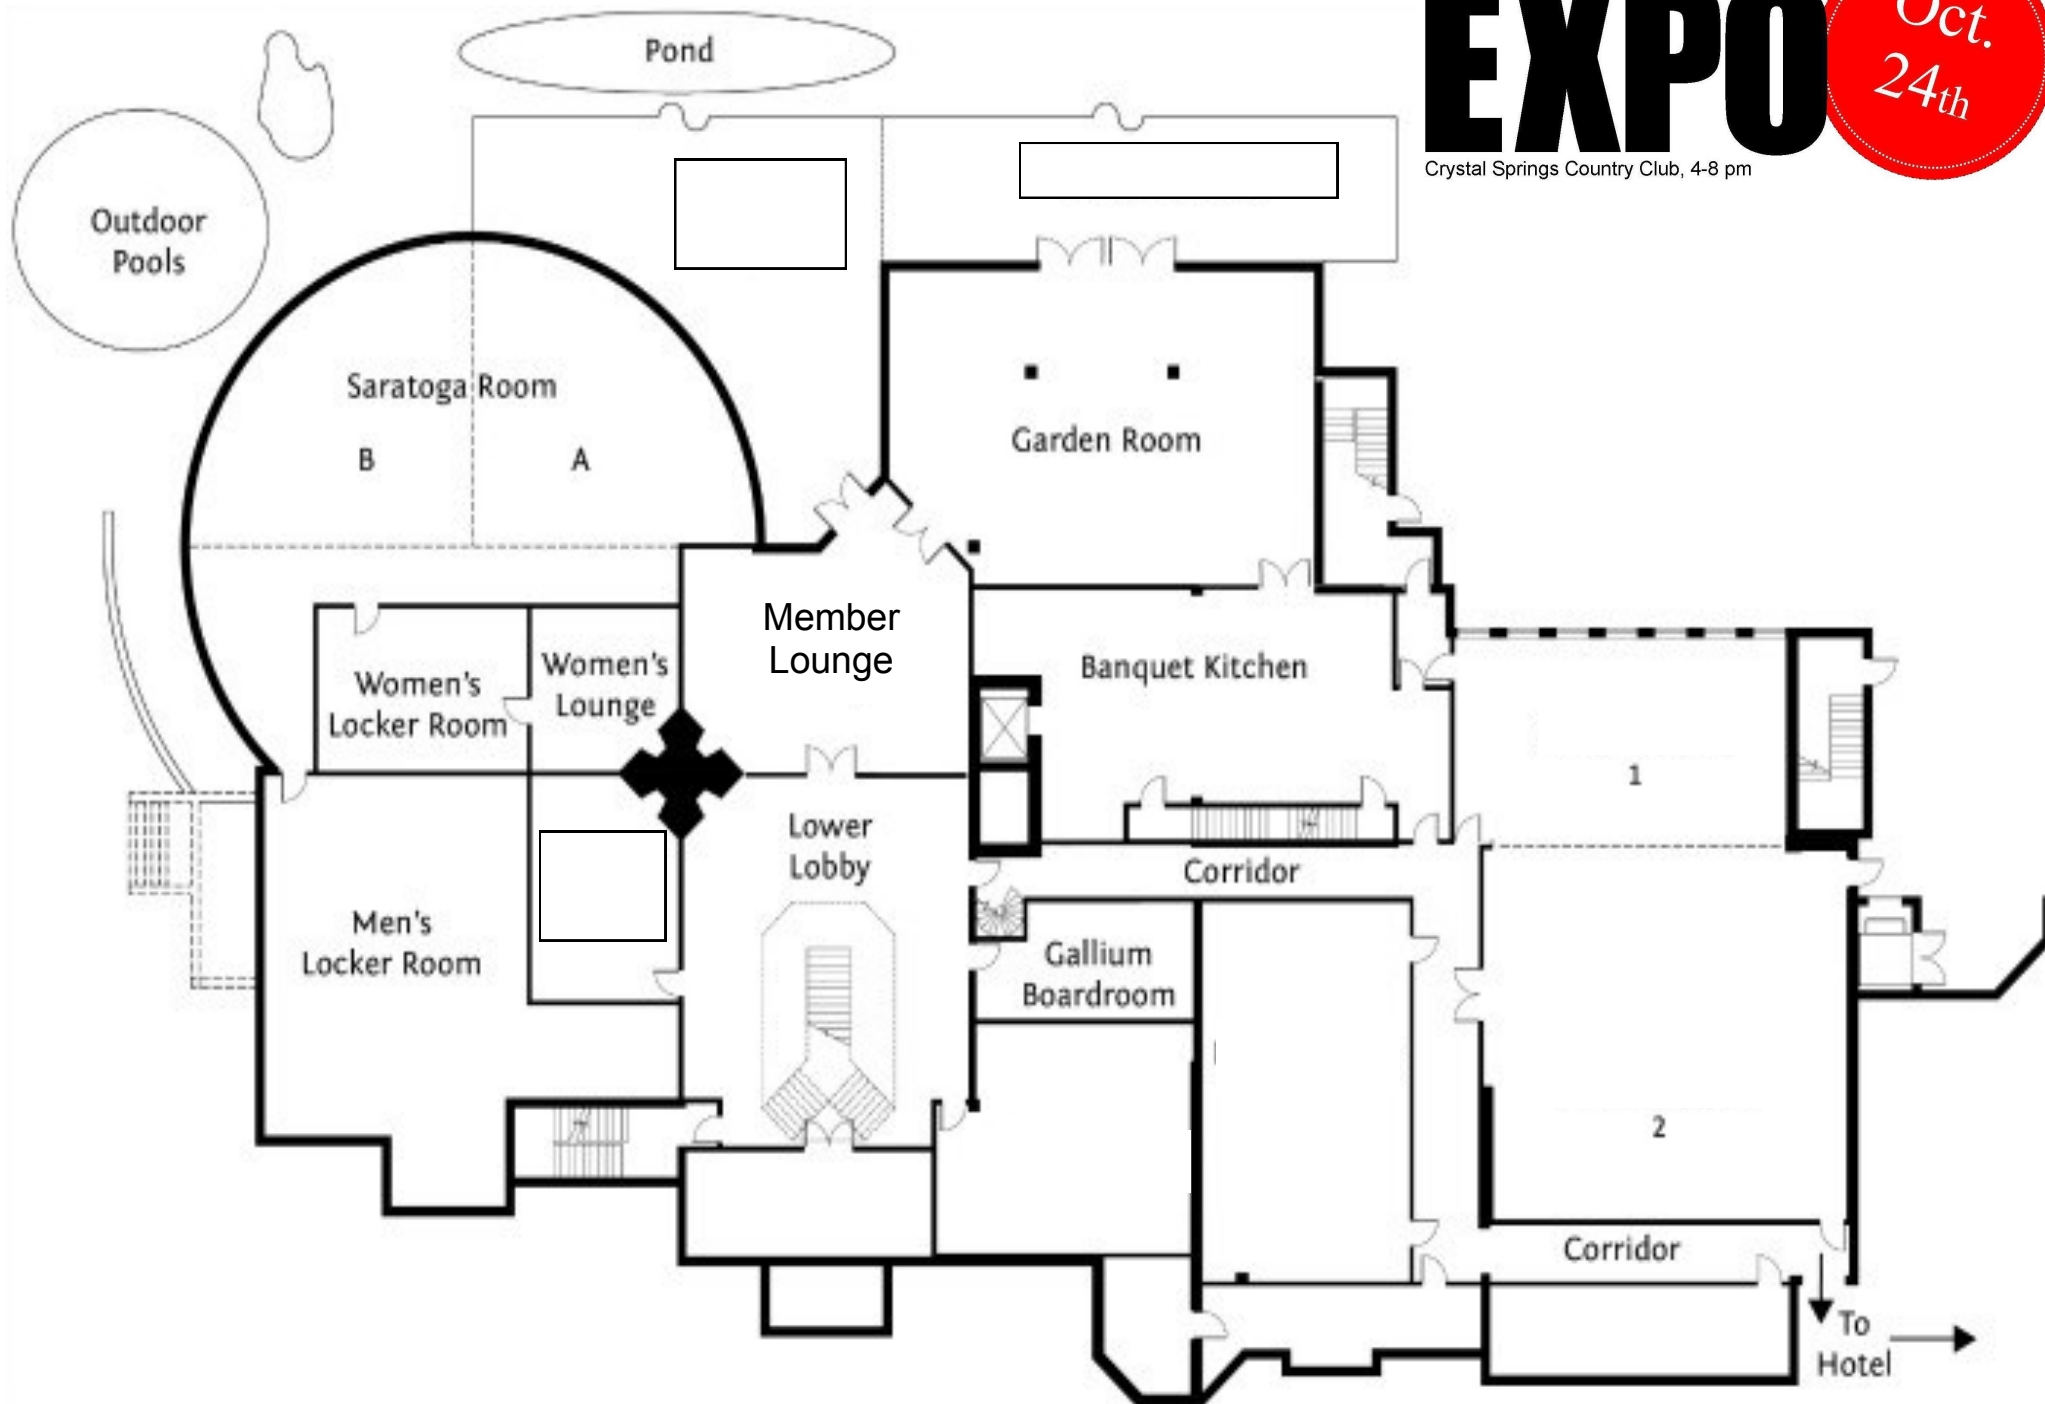 Pond
EXPO
Oct.
24th
Crystal Springs Country Club, 4-8 pm
Outdoor
Pools
Saratoga Room
B
A
Garden Room
Member
Lounge
Women's
Lounge
Women's
Locker Room
Banquet Kitchen
1
Lower
Lobby
Corridor
Men's
Locker Room
Gallium
Boardroom
2
Corridor
To
Hotel